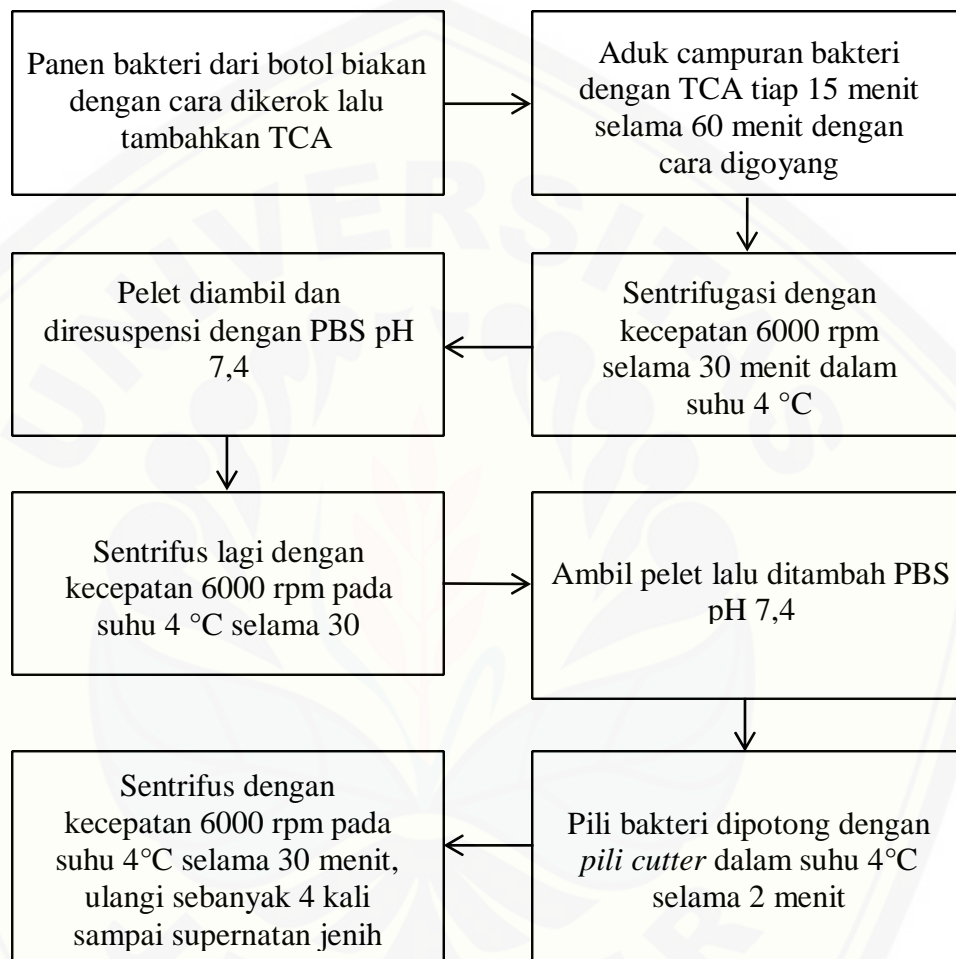 Panen bakteri dari botol biakan
dengan cara dikerok lalu
tambahkan TCA
Aduk campuran bakteri
dengan TCA tiap 15 menit
selama 60 menit dengan
cara digoyang
Sentrifugasi dengan
kecepatan 6000 rpm
selama 30 menit dalam
suhu 4 °C
Pelet diambil dan
diresuspensi dengan PBS pH
7,4
Sentrifus lagi dengan
kecepatan 6000 rpm pada
suhu 4 °C selama 30
Ambil pelet lalu ditambah PBS
pH 7,4
Pili bakteri dipotong dengan
pili cutter dalam suhu 4°C
selama 2 menit
Sentrifus dengan
kecepatan 6000 rpm pada
suhu 4°C selama 30 menit,
ulangi sebanyak 4 kali
sampai supernatan jenih
UNIVERSITAS